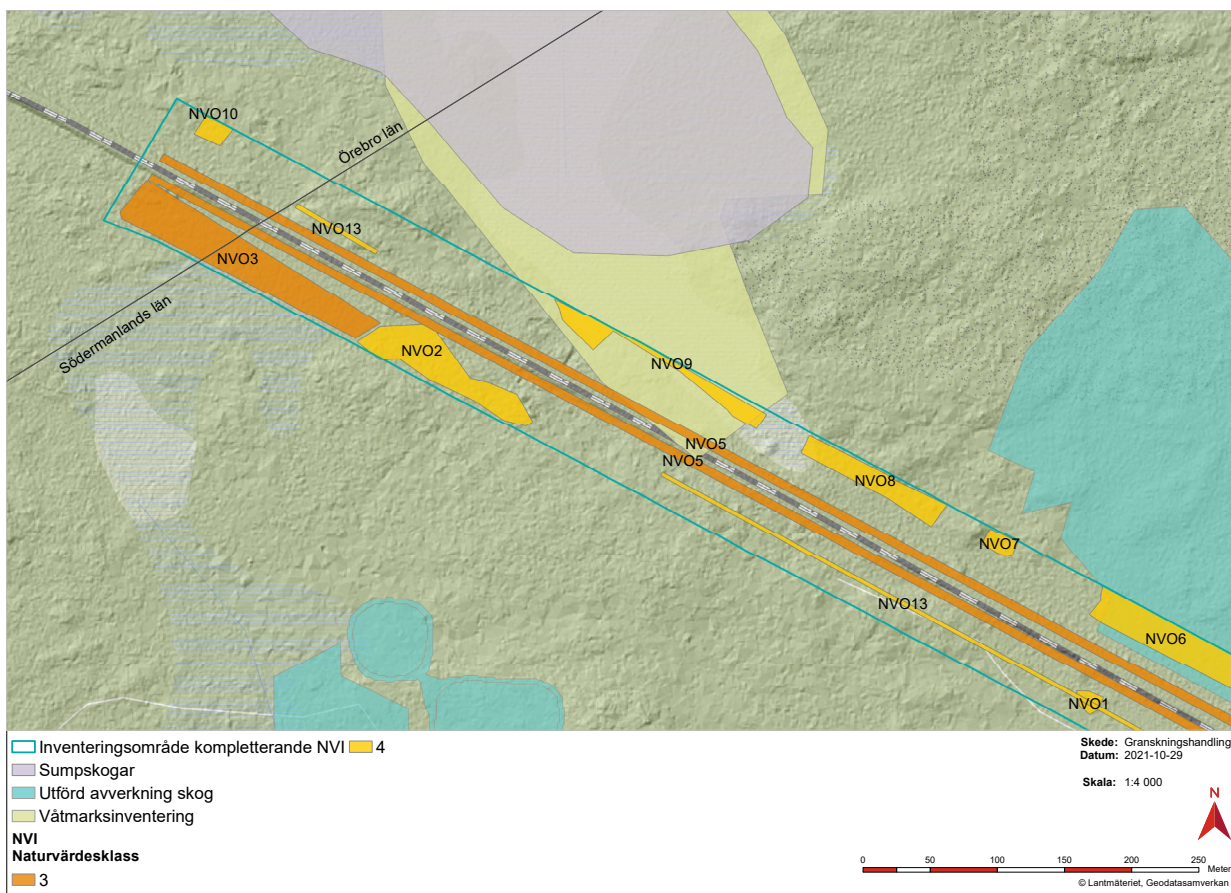 NVO10
Örebro län
NVO13
NVO3
Södermanlands län
NVO2
NVO9
NVO5
NVO5
NVO8
NVO7
NVO13
NVO6
NVO1
Inventeringsområde kompletterande NVI 4
Sumpskogar
Utförd avverkning skog
Våtmarksinventering
NVI
Naturvärdesklass
3
Skede: Granskningshandling
Datum: 2021-10-29
Skala: 1:4 000
N
0 50 100 150 200 250
Meter
© Lantmäteriet, Geodatasamverkan